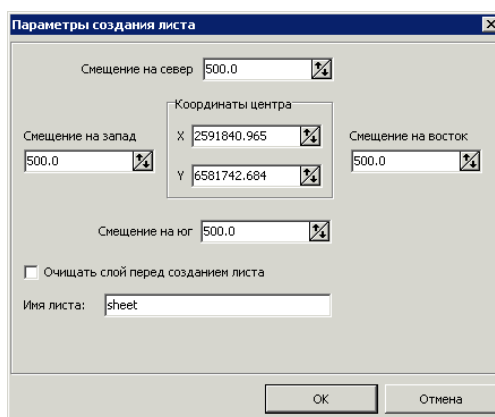 Параметры создания листа
Смещение на север 500.0
Координаты центра
Смещение на запад X 2591840.965 Смещение на восток
500.0 500.0
Y 6581742.684
Смещение на юг 500.0
Очищать слой перед созданием листа
Имя листа: sheet
OK Отмена